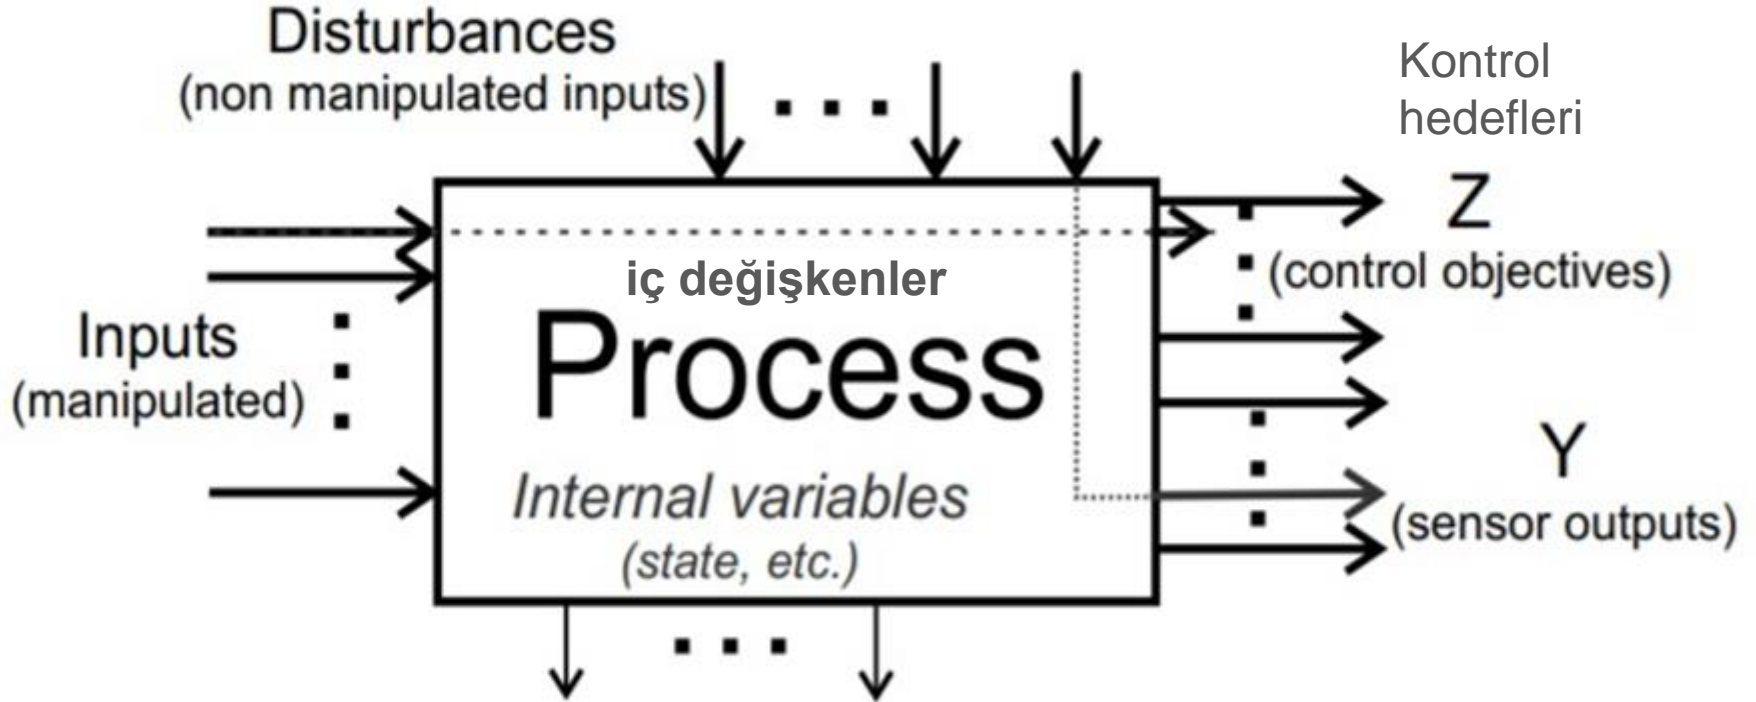 Disturbances
(non manipulated inputs)
Kontrol
hedefleri
Z
(control objectives)
iç değişkenler
Process
Inputs
(manipulated)
Internal variables
(state, etc.)
Y
(sensor outputs)